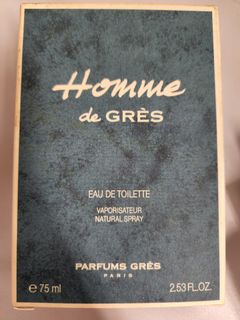 Homme
de GRÈS
EAU DE TOILETTE
VAPORISATEUR
NATURAL SPRAY
PARFUMS GRÈS
PARIS
℮ 75 ml 2.53 FL.OZ.